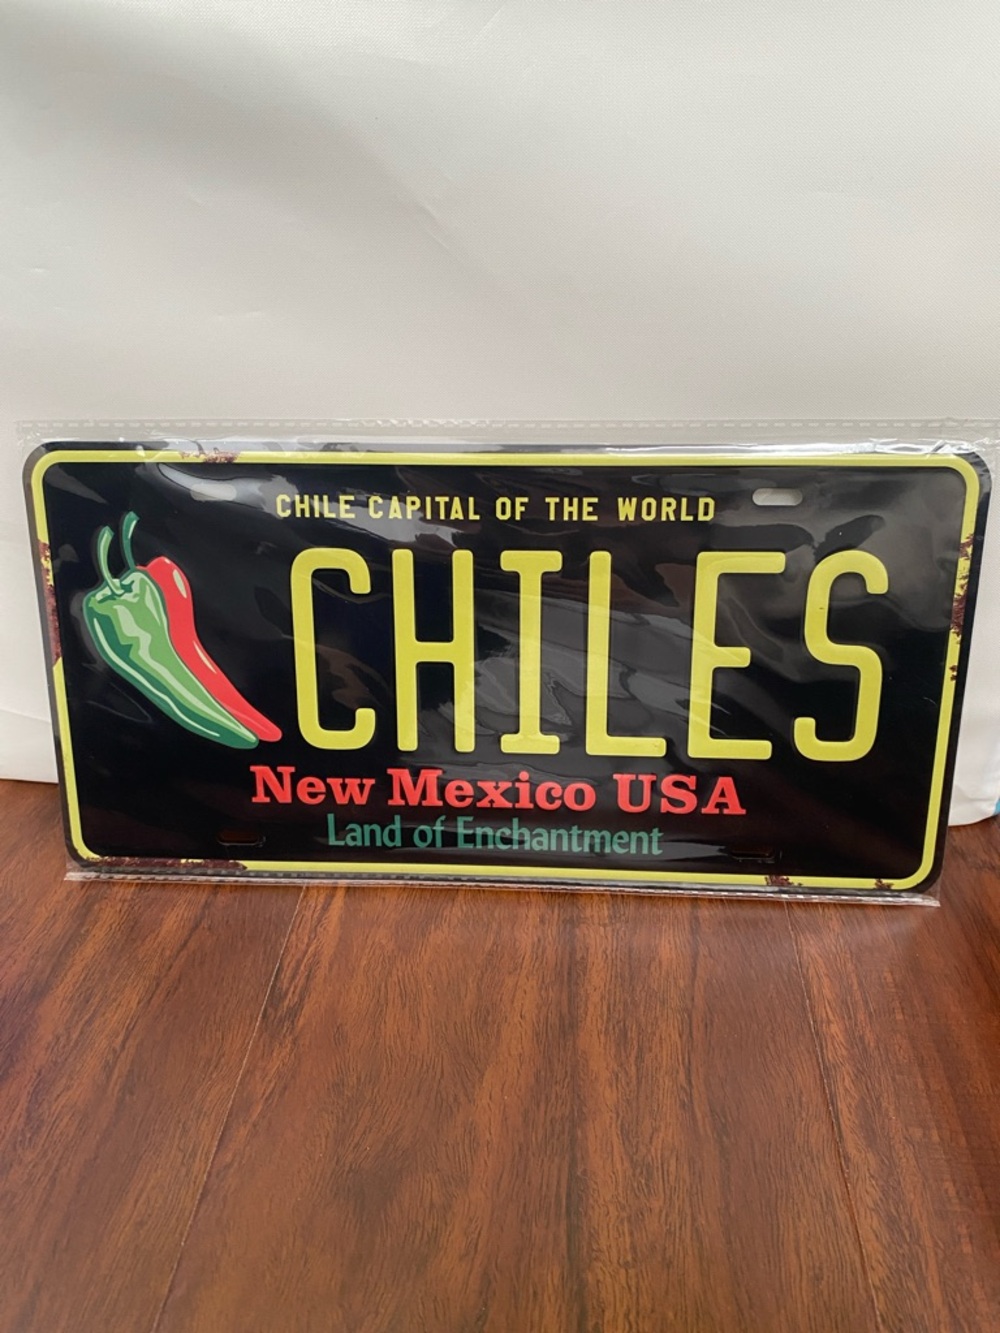 CHILE CAPITAL OF THE WORLD
CHILES
New Mexico USA
Land of Enchantment